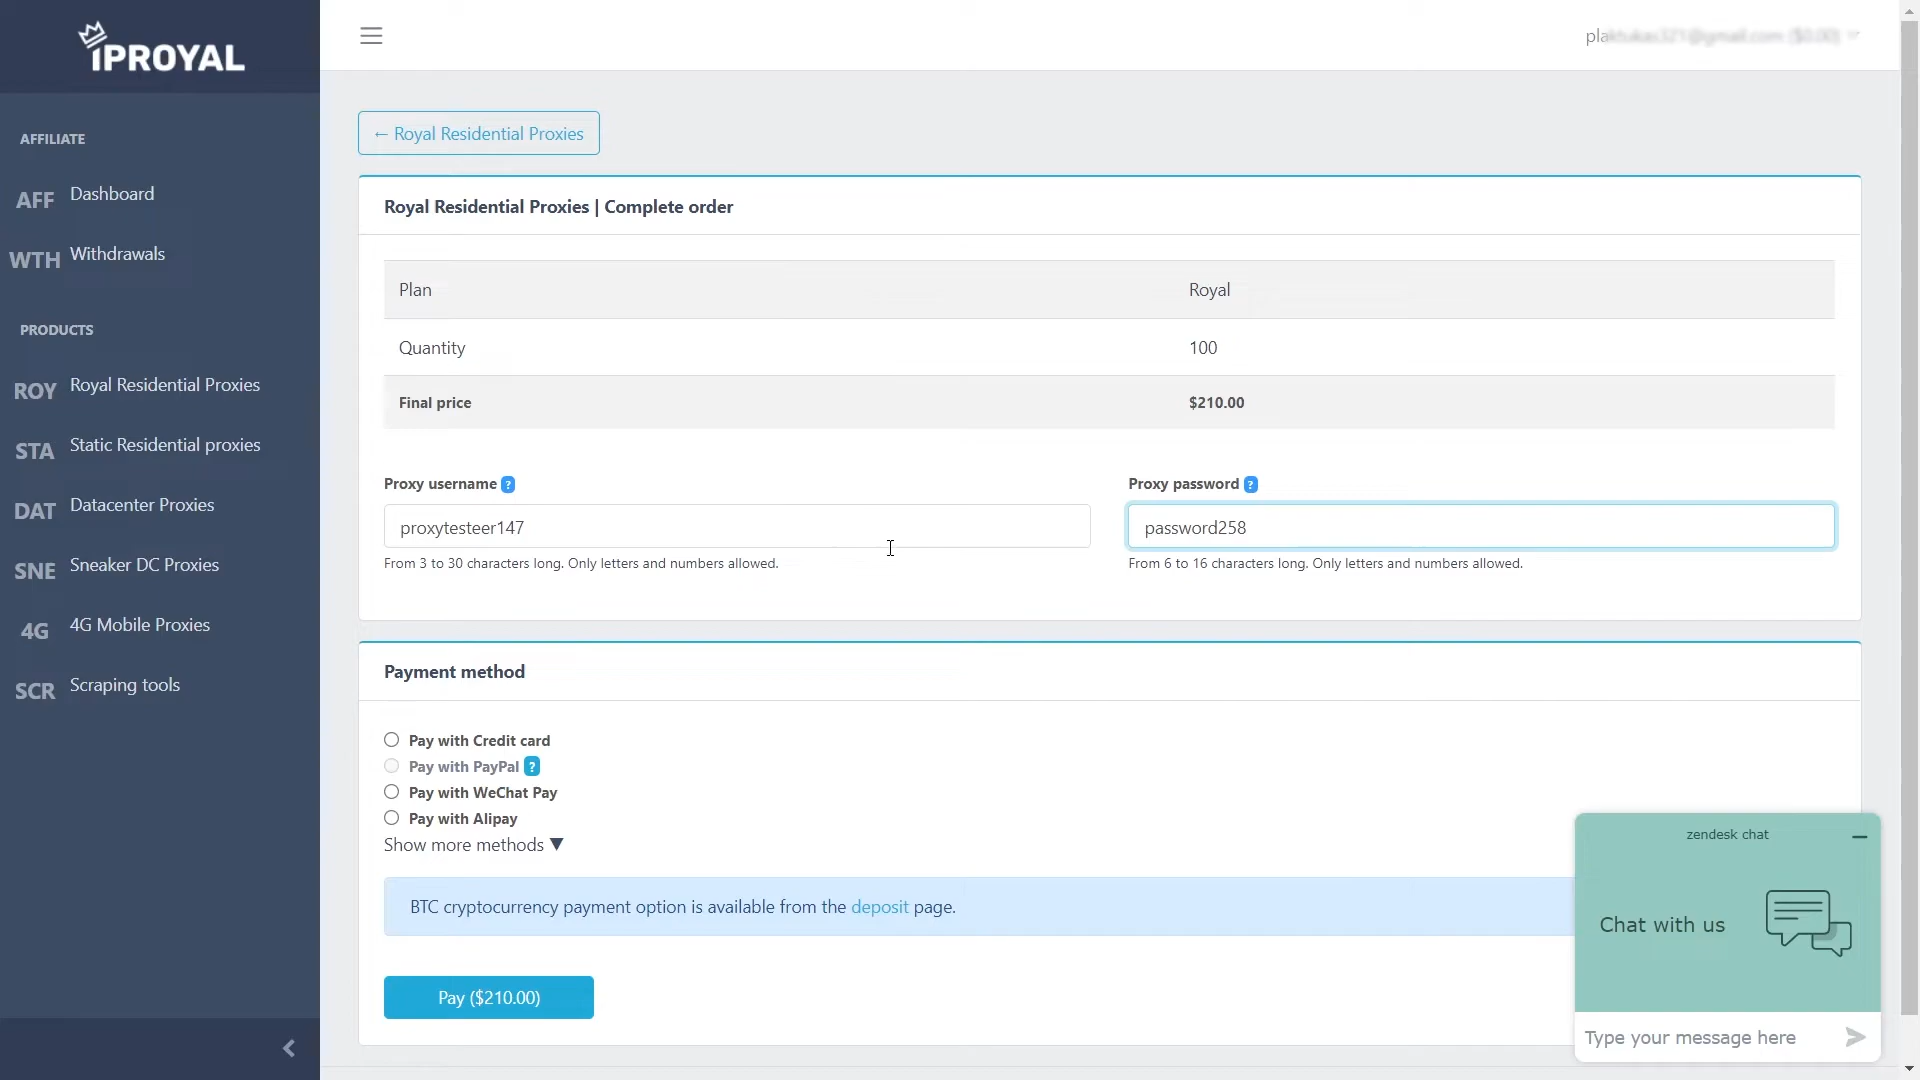 IPROYAL
pla
AFFILIATE
AFF Dashboard
WTH Withdrawals
PRODUCTS
ROY Royal Residential Proxies
STA Static Residential proxies
DAT Datacenter Proxies
SNE Sneaker DC Proxies
4G 4G Mobile Proxies
SCR Scraping tools
← Royal Residential Proxies
Royal Residential Proxies | Complete order
Plan Royal
Quantity 100
Final price $210.00
Proxy username ?
proxytesteer147
From 3 to 30 characters long. Only letters and numbers allowed.
Proxy password ?
password258
From 6 to 16 characters long. Only letters and numbers allowed.
Payment method
Pay with Credit card
Pay with PayPal ?
Pay with WeChat Pay
Pay with Alipay
Show more methods ▼
BTC cryptocurrency payment option is available from the deposit page.
Pay ($210.00)
zendesk chat
Chat with us
Type your message here